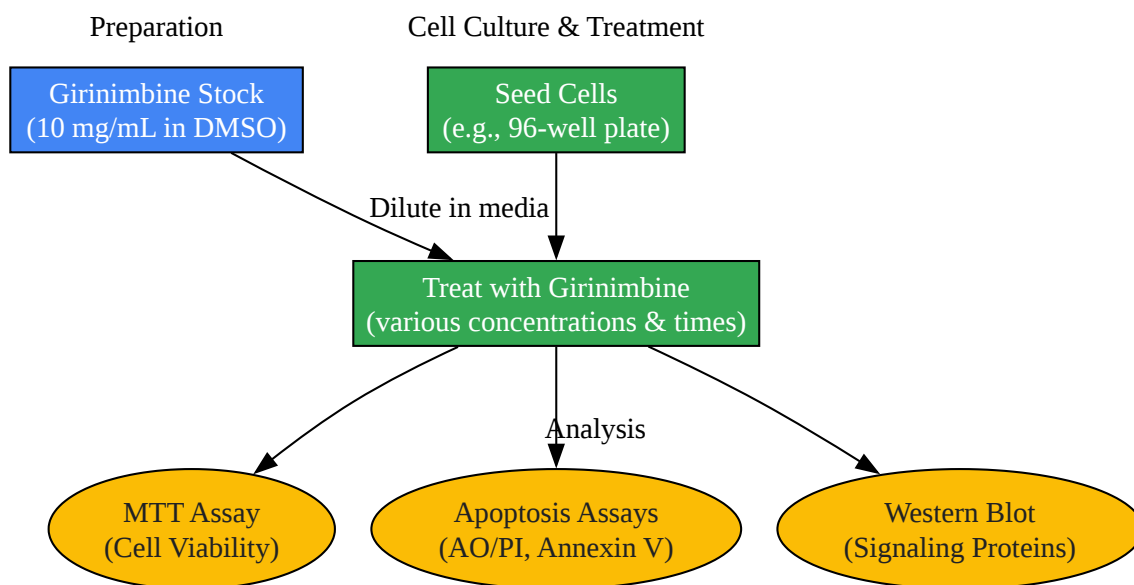 Preparation
Cell Culture & Treatment
Girinimbine Stock
(10 mg/mL in DMSO)
Seed Cells
(e.g., 96-well plate)
Dilute in media
Treat with Girinimbine
(various concentrations & times)
Analysis
MTT Assay
(Cell Viability)
Apoptosis Assays
(AO/PI, Annexin V)
Western Blot
(Signaling Proteins)